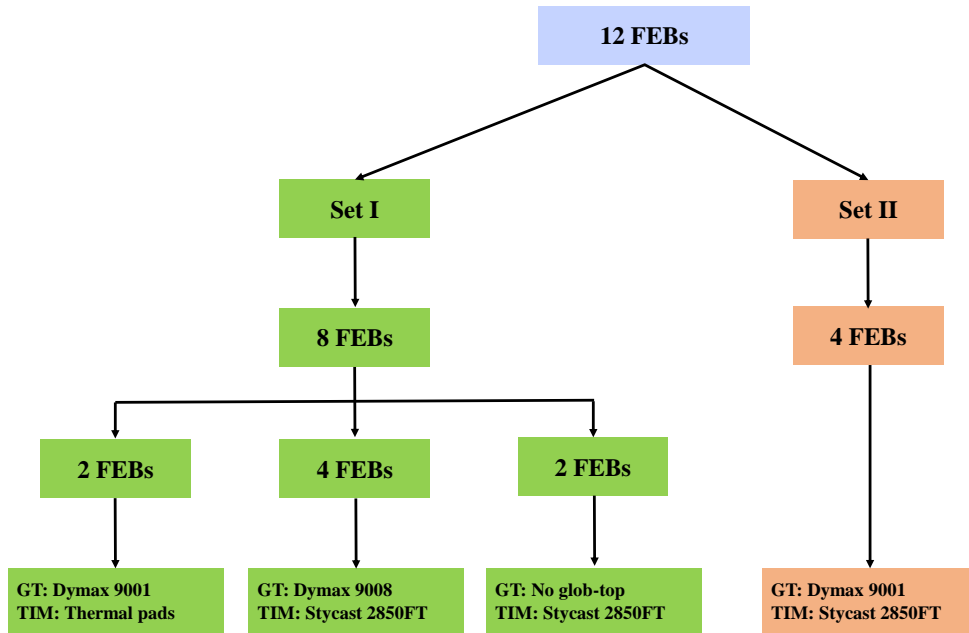 12 FEBs
Set I
Set II
8 FEBs
4 FEBs
2 FEBs
4 FEBs
2 FEBs
GT: Dymax 9001
TIM: Thermal pads
GT: Dymax 9008
TIM: Stycast 2850FT
GT: No glob-top
TIM: Stycast 2850FT
GT: Dymax 9001
TIM: Stycast 2850FT